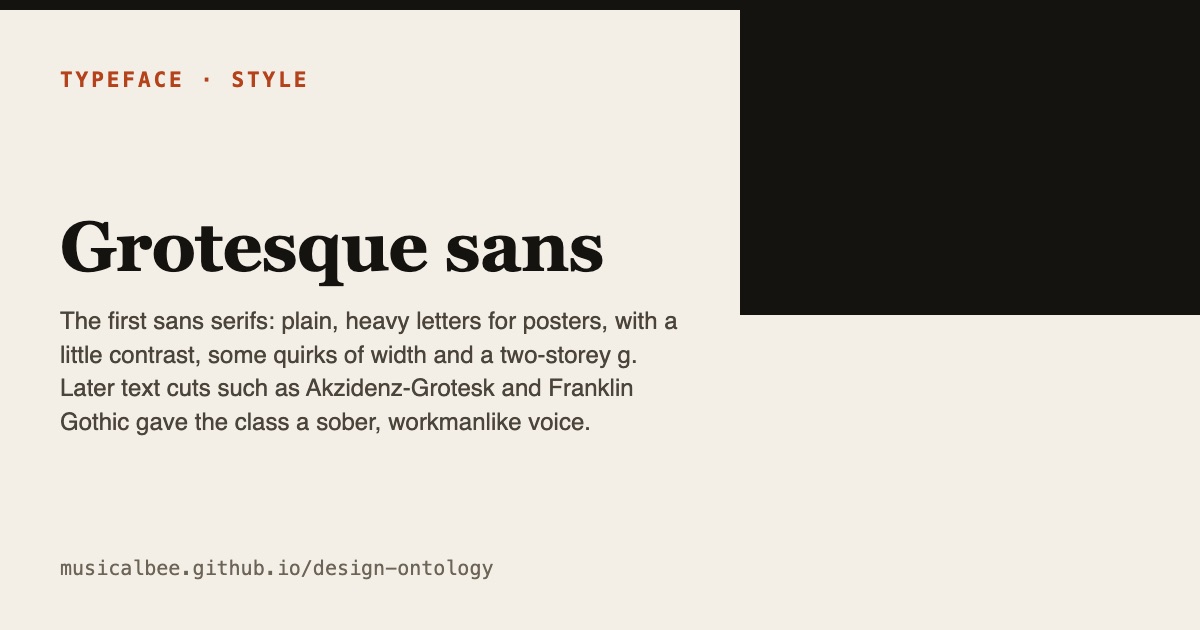 TYPEFACE · STYLE
Grotesque sans
The first sans serifs: plain, heavy letters for posters, with a
little contrast, some quirks of width and a two-storey g.
Later text cuts such as Akzidenz-Grotesk and Franklin
Gothic gave the class a sober, workmanlike voice.
musicalbee.github.io/design-ontology